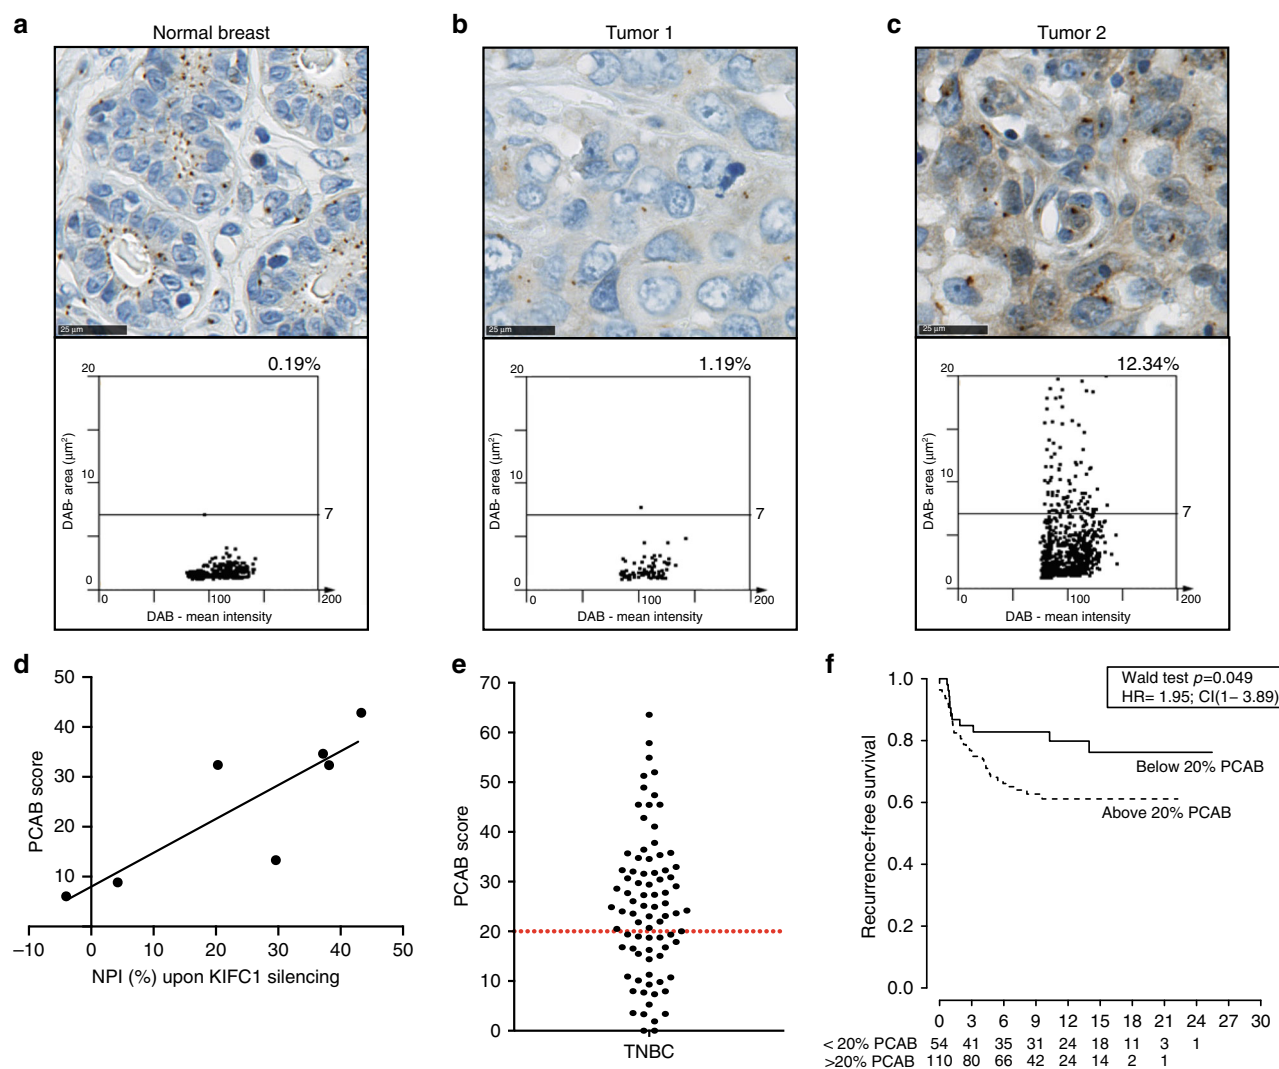 a
Normal breast
25 µm
0.19%
20
10
0
7
DAB- area (µm²)
0
100
200
DAB - mean intensity
b
Tumor 1
25 µm
1.19%
20
10
0
7
DAB- area (µm²)
0
100
200
DAB - mean intensity
c
Tumor 2
25 µm
12.34%
20
10
0
7
DAB- area (µm²)
0
100
200
DAB - mean intensity
d
50
40
30
20
10
PCAB score
–10 0 10 20 30 40 50
NPI (%) upon KIFC1 silencing
e
70
60
50
40
30
20
10
0
PCAB score
TNBC
f
Wald test p=0.049
HR= 1.95; CI(1– 3.89)
1.0
0.8
0.6
0.4
0.2
0.0
Recurrence-free survival
Below 20% PCAB
Above 20% PCAB
0 3 6 9 12 15 18 21 24 27 30
< 20% PCAB 54 41 35 31 24 18 11 3 1
>20% PCAB 110 80 66 42 24 14 2 1